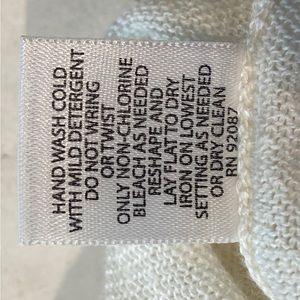 HAND WASH COLD
WITH MILD DETERGENT
DO NOT WRING
OR TWIST
ONLY NON-CHLORINE
BLEACH AS NEEDED
RESHAPE AND
LAY FLAT TO DRY
IRON ON LOWEST
SETTING AS NEEDED
OR DRY CLEAN
RN 92087